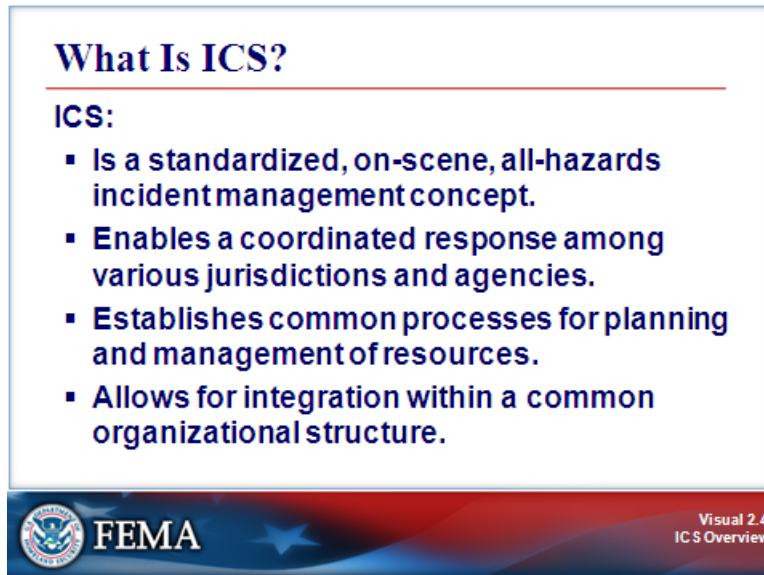 What Is ICS?
ICS:
▪ Is a standardized, on-scene, all-hazards
incident management concept.
▪ Enables a coordinated response among
various jurisdictions and agencies.
▪ Establishes common processes for planning
and management of resources.
▪ Allows for integration within a common
organizational structure.
FEMA
Visual 2.4
ICS Overview